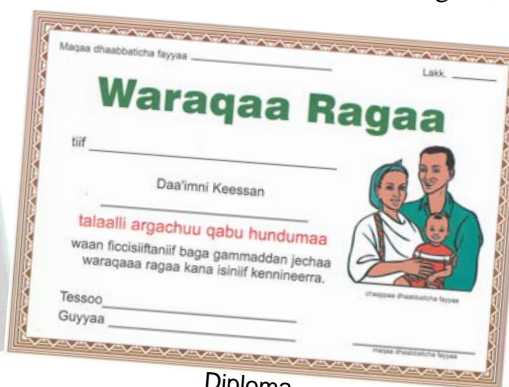 Maqaa dhaabbaticha fayyaa
Lakk.
Waraqaa Ragaa
tiif
Daa'imni Keessan
talaalli argachuu qabu hundumaa
waan ficcisiiftaniif baga gammaddan jechaa
waraqaaa ragaa kana isiniif kennineerra.
chaappaa dhaabbaticha fayyaa
Tessoo
Guyyaa
maqaa dhaabbaticha fayyaa
Diploma